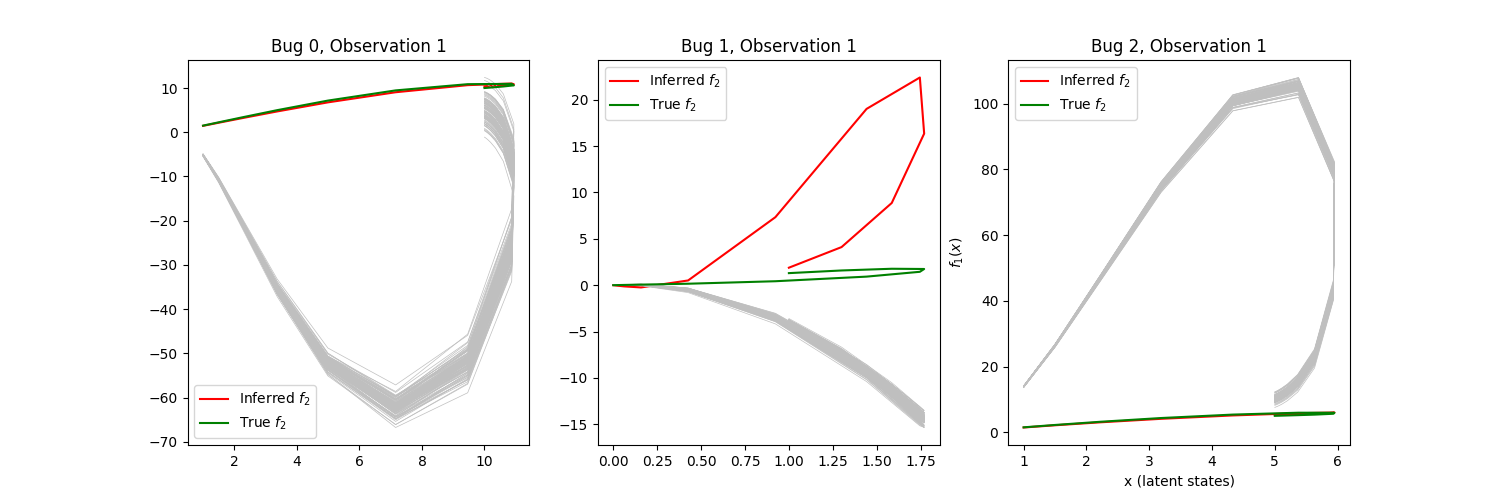 Bug 0, Observation 1
10
0
−10
−20
−30
−40
−50
−60
−70
2 4 6 8 10
Inferred f₂
True f₂
Bug 1, Observation 1
Inferred f₂
True f₂
20
15
10
5
0
−5
−10
−15
0.00 0.25 0.50 0.75 1.00 1.25 1.50 1.75
Bug 2, Observation 1
Inferred f₂
True f₂
f₁(x)
100
80
60
40
20
0
1 2 3 4 5 6
x (latent states)